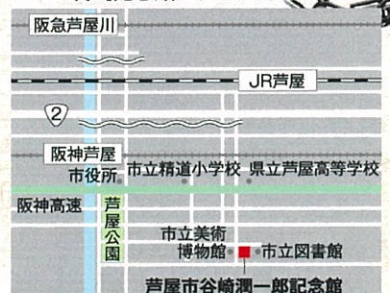 阪急芦屋川
JR芦屋
2
阪神芦屋
市役所
市立精道小学校
県立芦屋高等学校
阪神高速
芦屋公園
市立美術
博物館
市立図書館
芦屋市谷崎潤一郎記念館